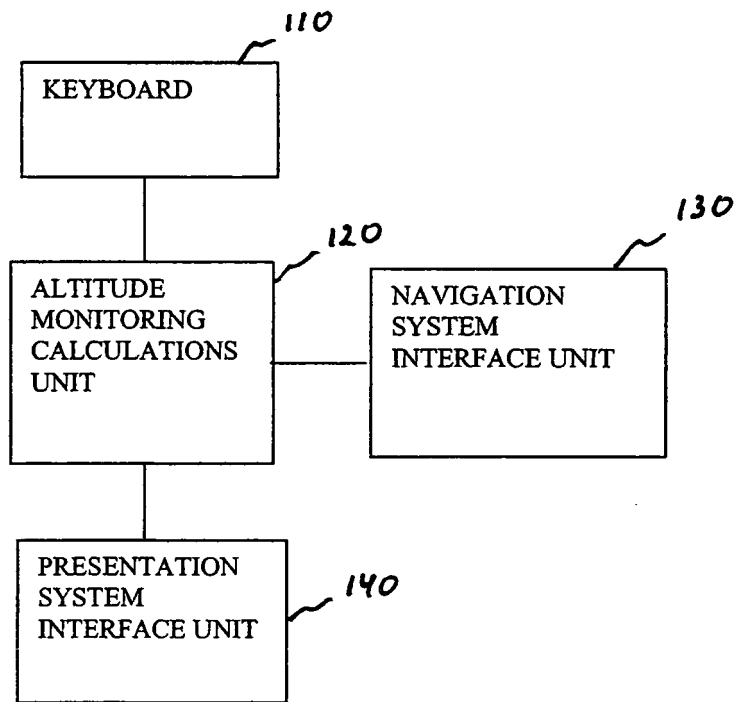 110
KEYBOARD
120
130
ALTITUDE
MONITORING
CALCULATIONS
UNIT
NAVIGATION
SYSTEM
INTERFACE UNIT
PRESENTATION
SYSTEM
INTERFACE UNIT
140